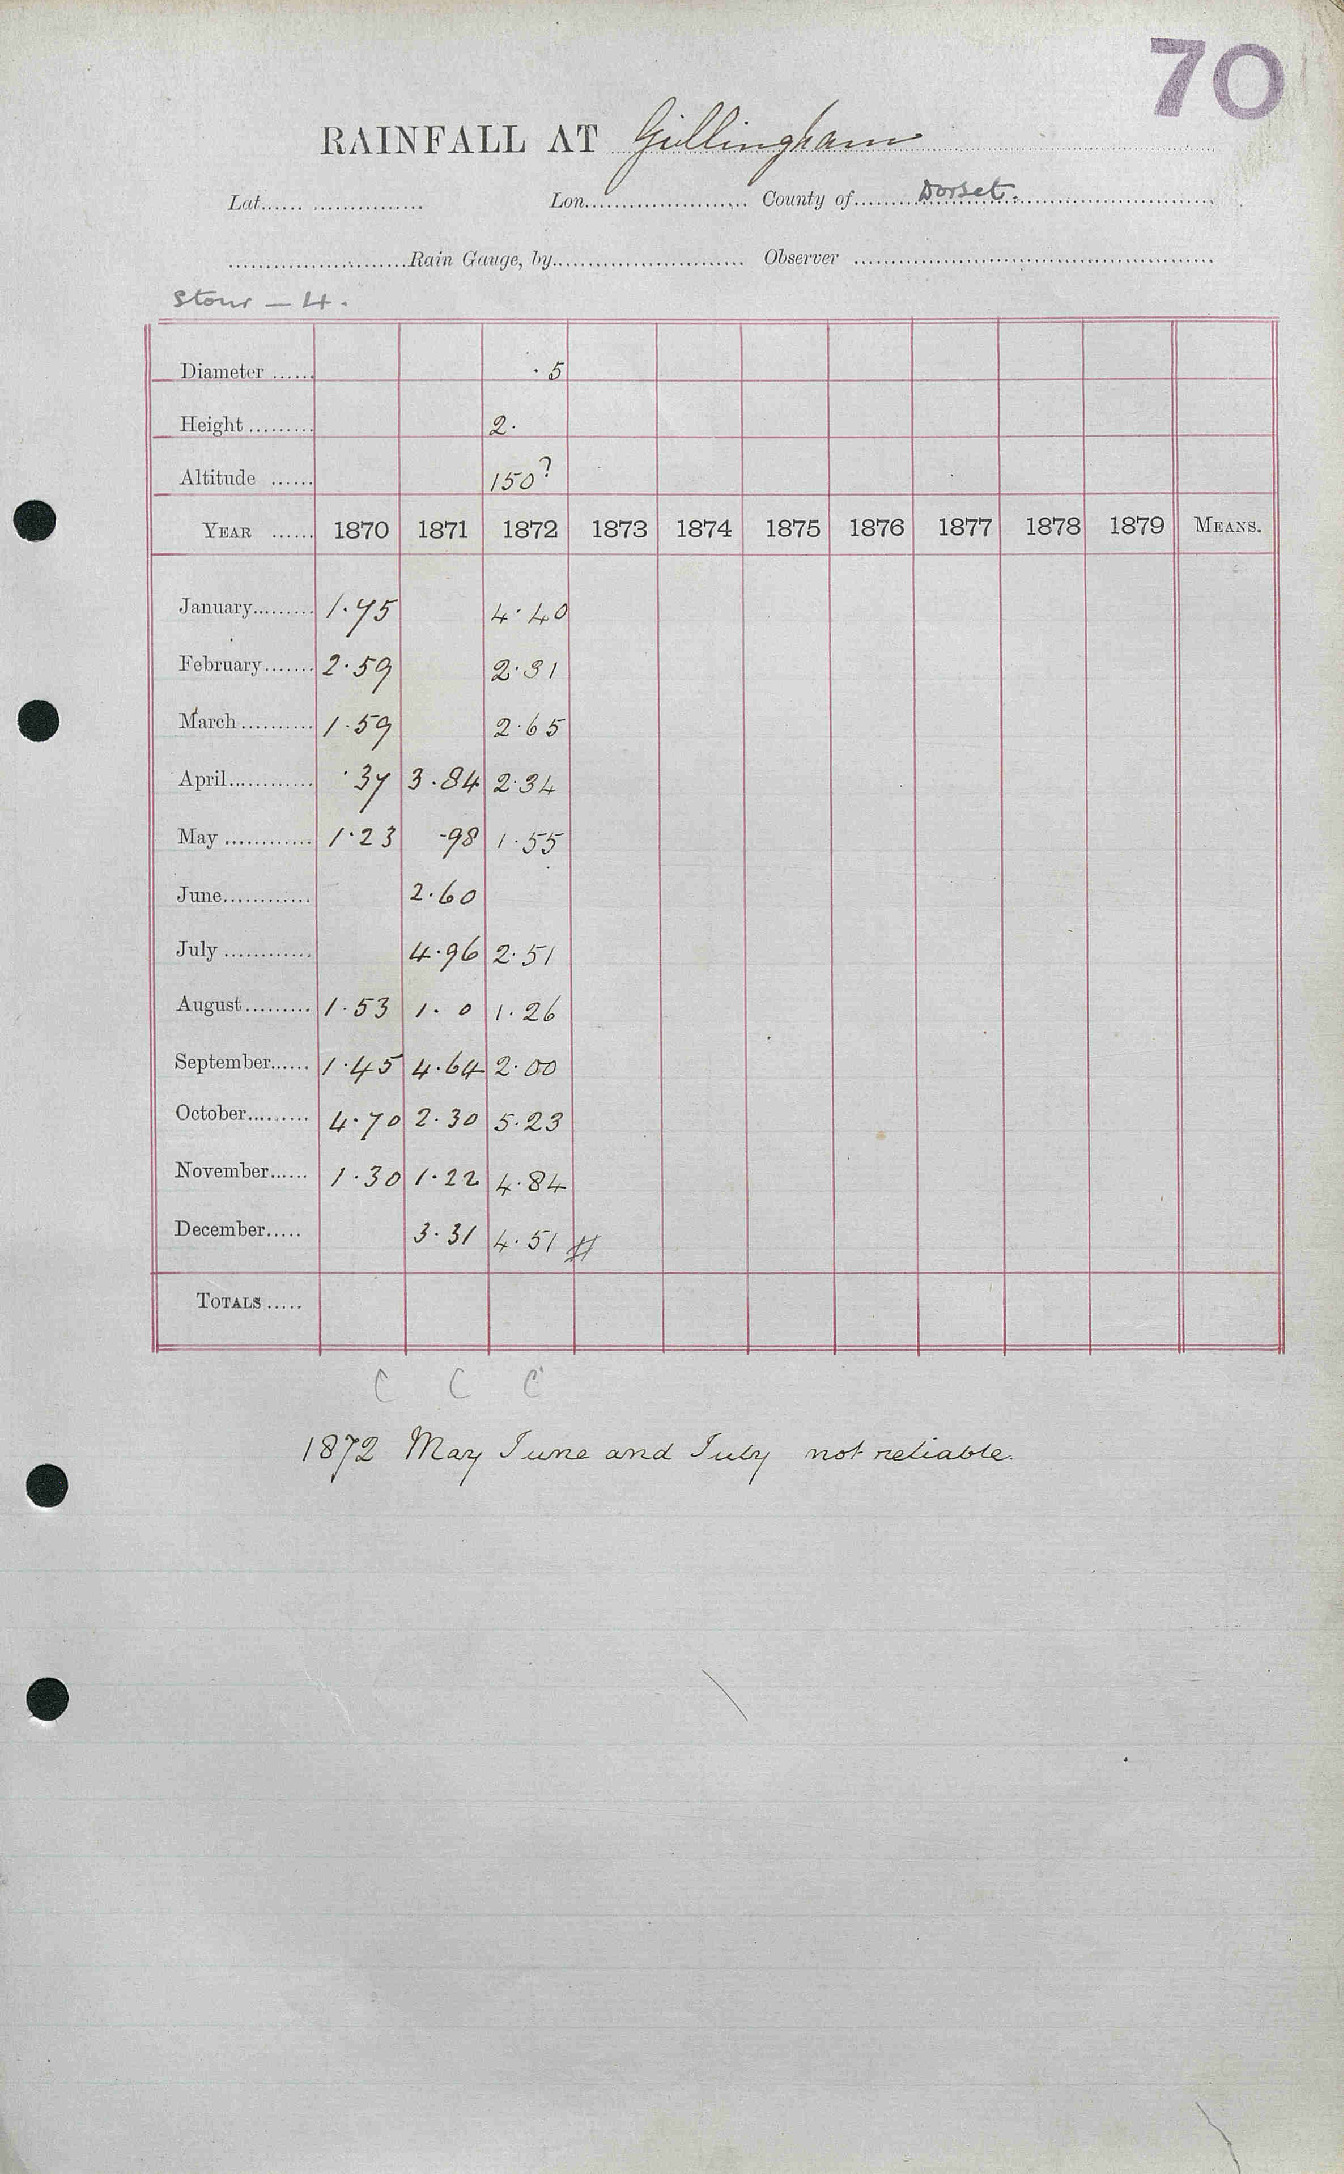 70
RAINFALL AT Gillingham
Lat. Lon. County of Dorset.
Rain Gauge, by Observer
Stour — 4.
Diameter · 5
Height 2.
Altitude 150?
YEAR 1870 1871 1872 1873 1874 1875 1876 1877 1878 1879 MEANS.
January 1.75 4.40
February 2.59 2.31
March 1.59 2.65
April .37 3.84 2.34
May 1.23 .98 1.55
June 2.60
July 4.96 2.51
August 1.53 1. 0 1.26
September 1.45 4.64 2.00
October 4.70 2.30 5.23
November 1.30 1.22 4.84
December 3.31 4.51
TOTALS
C C C
1872 May June and July not reliable.